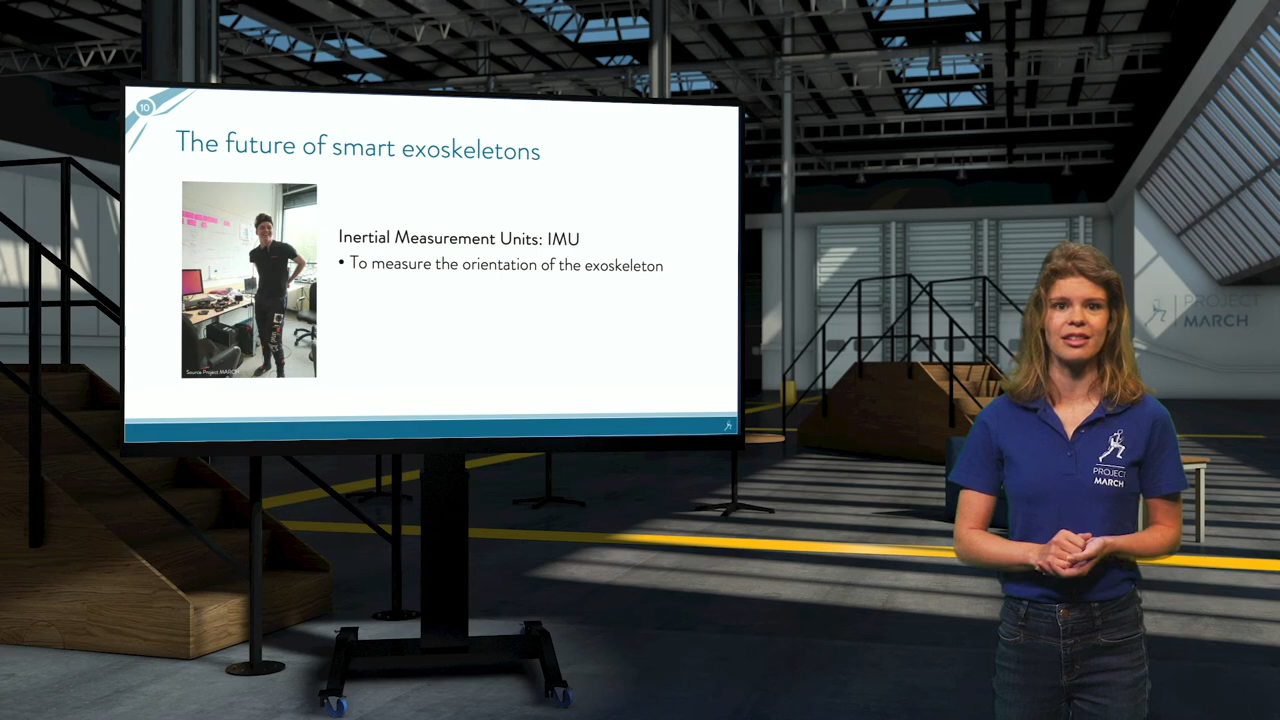 10
The future of smart exoskeletons
Inertial Measurement Units: IMU
• To measure the orientation of the exoskeleton
Source Project MARCH
PROJECT
MARCH
PROJECT
MARCH